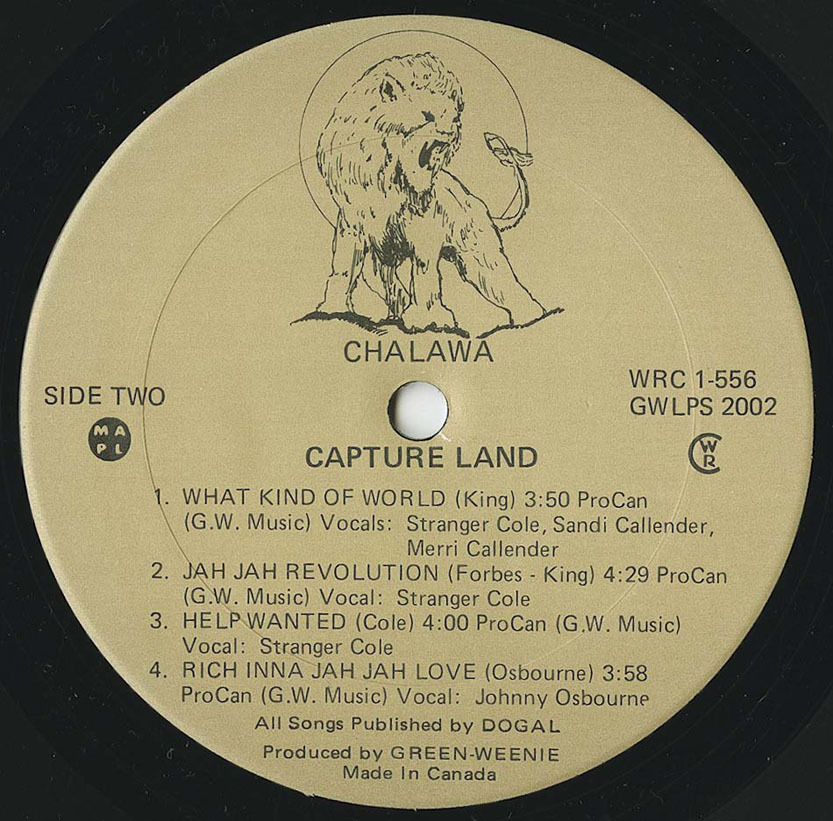 CHALAWA
SIDE TWO
WRC 1-556
GWLPS 2002
MA
PL
W
R
CAPTURE LAND
1. WHAT KIND OF WORLD (King) 3:50 ProCan
(G.W. Music) Vocals: Stranger Cole, Sandi Callender,
Merri Callender
2. JAH JAH REVOLUTION (Forbes - King) 4:29 ProCan
(G.W. Music) Vocal: Stranger Cole
3. HELP WANTED (Cole) 4:00 ProCan (G.W. Music)
Vocal: Stranger Cole
4. RICH INNA JAH JAH LOVE (Osbourne) 3:58
ProCan (G.W. Music) Vocal: Johnny Osbourne
All Songs Published by DOGAL
Produced by GREEN-WEENIE
Made In Canada